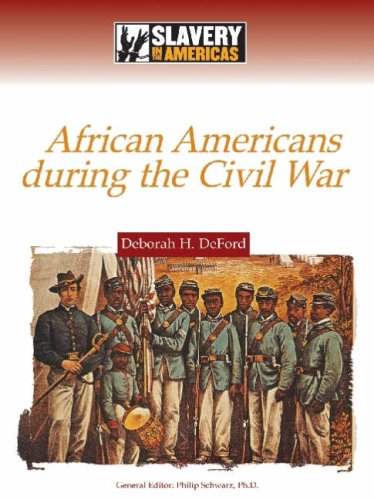 SLAVERY
IN THE AMERICAS
African Americans
during the Civil War
Deborah H. DeFord
General Editor: Philip Schwarz, Ph.D.